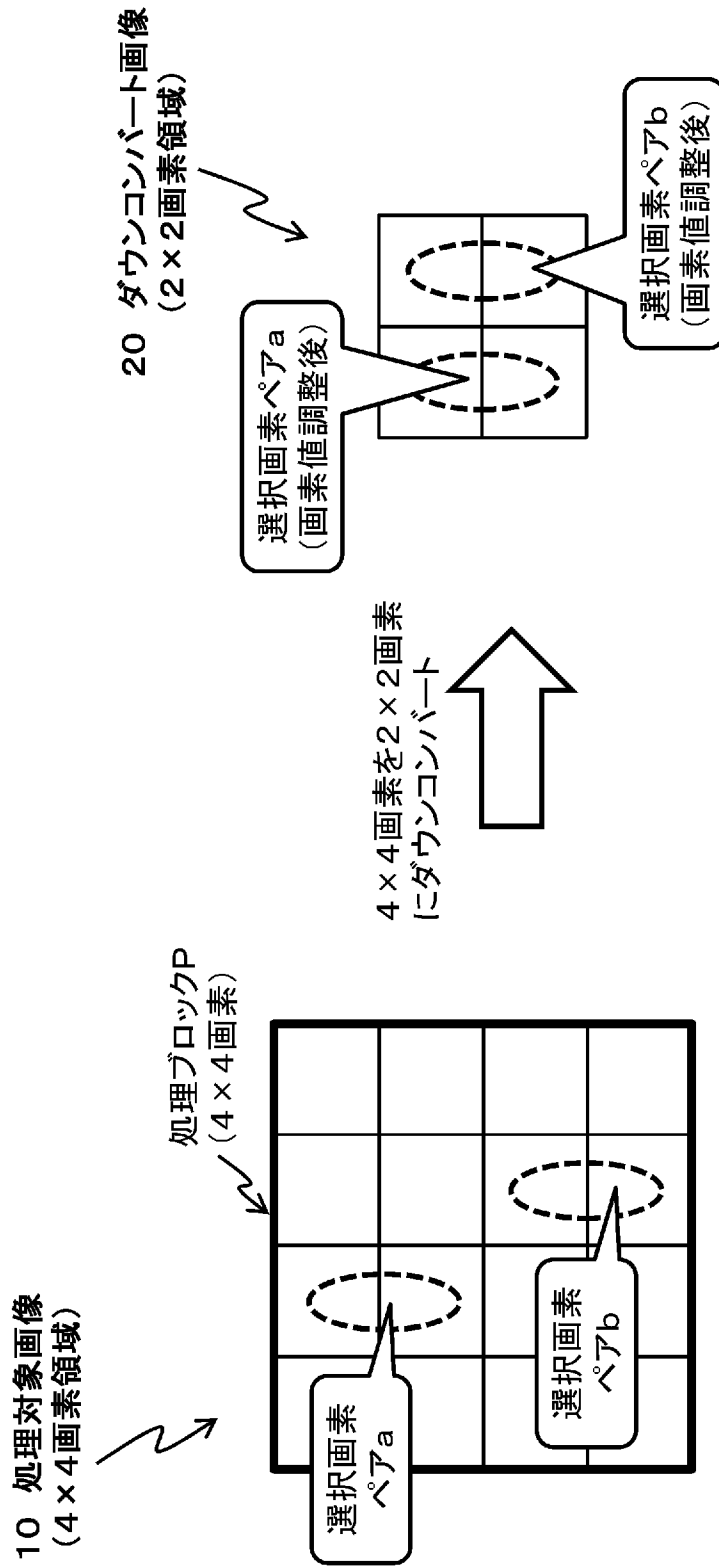 10 処理対象画像
(4×4画素領域)
処理ブロックP
(4×4画素)
選択画素
ペアa
選択画素
ペアb
4×4画素を2×2画素
にダウンコンバート
20 ダウンコンバート画像
(2×2画素領域)
選択画素ペアa
(画素値調整後)
選択画素ペアb
(画素値調整後)